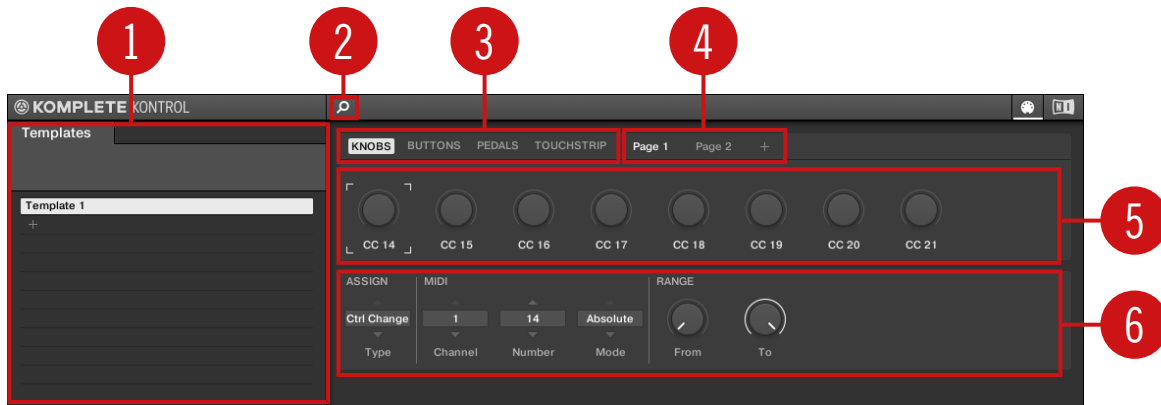 1 2 3 4
KOMPLETE KONTROL NI
Templates
KNOBS BUTTONS PEDALS TOUCHSTRIP Page 1 Page 2 +
Template 1
+
CC 14 CC 15 CC 16 CC 17 CC 18 CC 19 CC 20 CC 21
5
ASSIGN MIDI RANGE
Ctrl Change 1 14 Absolute
Type Channel Number Mode From To
6